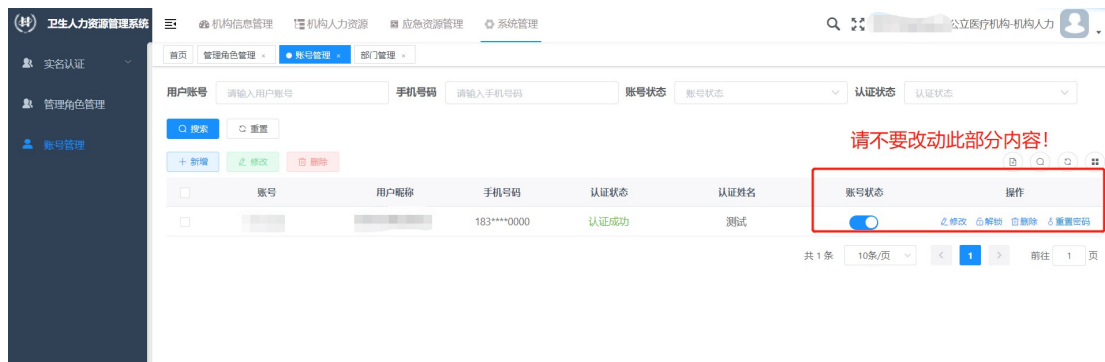 卫生人力资源管理系统
机构信息管理 机构人力资源 应急资源管理 系统管理
公立医疗机构-机构人力
实名认证
管理角色管理
账号管理
首页 管理角色管理 × 账号管理 × 部门管理 ×
用户账号 请输入用户账号 手机号码 请输入手机号码 账号状态 账号状态 认证状态 认证状态
搜索 重置
请不要改动此部分内容!
+ 新增 修改 删除
账号 用户昵称 手机号码 认证状态 认证姓名 账号状态 操作
183****0000 认证成功 测试 修改 解锁 删除 重置密码
共 1 条 10条/页 < 1 > 前往 1 页